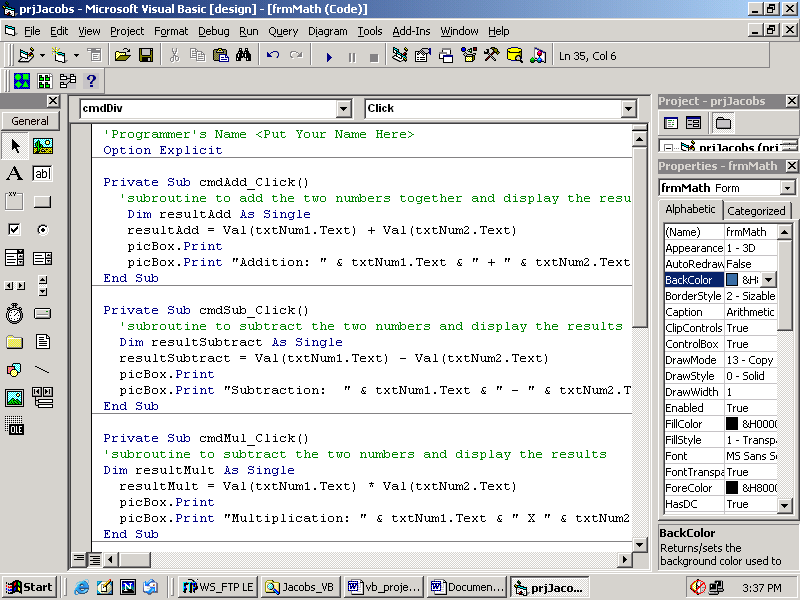 prjJacobs - Microsoft Visual Basic [design] - [frmMath (Code)]
File Edit View Project Format Debug Run Query Diagram Tools Add-Ins Window Help
Ln 35, Col 6
General
cmdDiv
Click
'Programmer's Name <Put Your Name Here>
Option Explicit
Private Sub cmdAdd_Click()
'subroutine to add the two numbers together and display the resu
Dim resultAdd As Single
resultAdd = Val(txtNum1.Text) + Val(txtNum2.Text)
picBox.Print
picBox.Print "Addition: " & txtNum1.Text & " + " & txtNum2.Text
End Sub
Private Sub cmdSub_Click()
'subroutine to subtract the two numbers and display the results
Dim resultSubtract As Single
resultSubtract = Val(txtNum1.Text) - Val(txtNum2.Text)
picBox.Print
picBox.Print "Subtraction:  " & txtNum1.Text & " - " & txtNum2.T
End Sub
Private Sub cmdMul_Click()
'subroutine to subtract the two numbers and display the results
Dim resultMult As Single
resultMult = Val(txtNum1.Text) * Val(txtNum2.Text)
picBox.Print
picBox.Print "Multiplication: " & txtNum1.Text & " X " & txtNum2
End Sub
Project - prjJacobs
prjJacobs (prj
Properties - frmMath
frmMath Form
Alphabetic Categorized
(Name) frmMath
Appearance 1 - 3D
AutoRedraw False
BackColor &H
BorderStyle 2 - Sizable
Caption Arithmetic
ClipControls True
ControlBox True
DrawMode 13 - Copy
DrawStyle 0 - Solid
DrawWidth 1
Enabled True
FillColor &H000
FillStyle 1 - Transp
Font MS Sans S
FontTranspa True
ForeColor &H800
HasDC True
BackColor
Returns/sets the
background color used to
Start
WS_FTP LE
Jacobs_VB
vb_proje...
Documen...
prjJaco...
3:37 PM